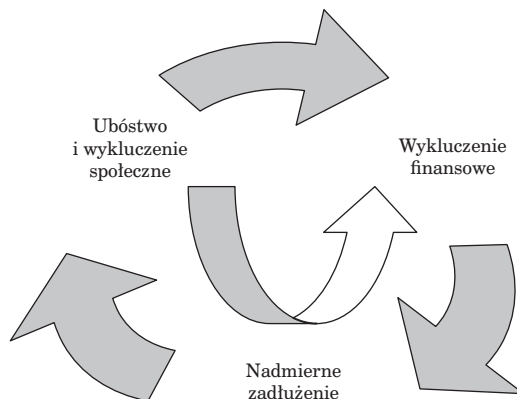 Ubóstwo
i wykluczenie
społeczne
Wykluczenie
finansowe
Nadmierne
zadłużenie